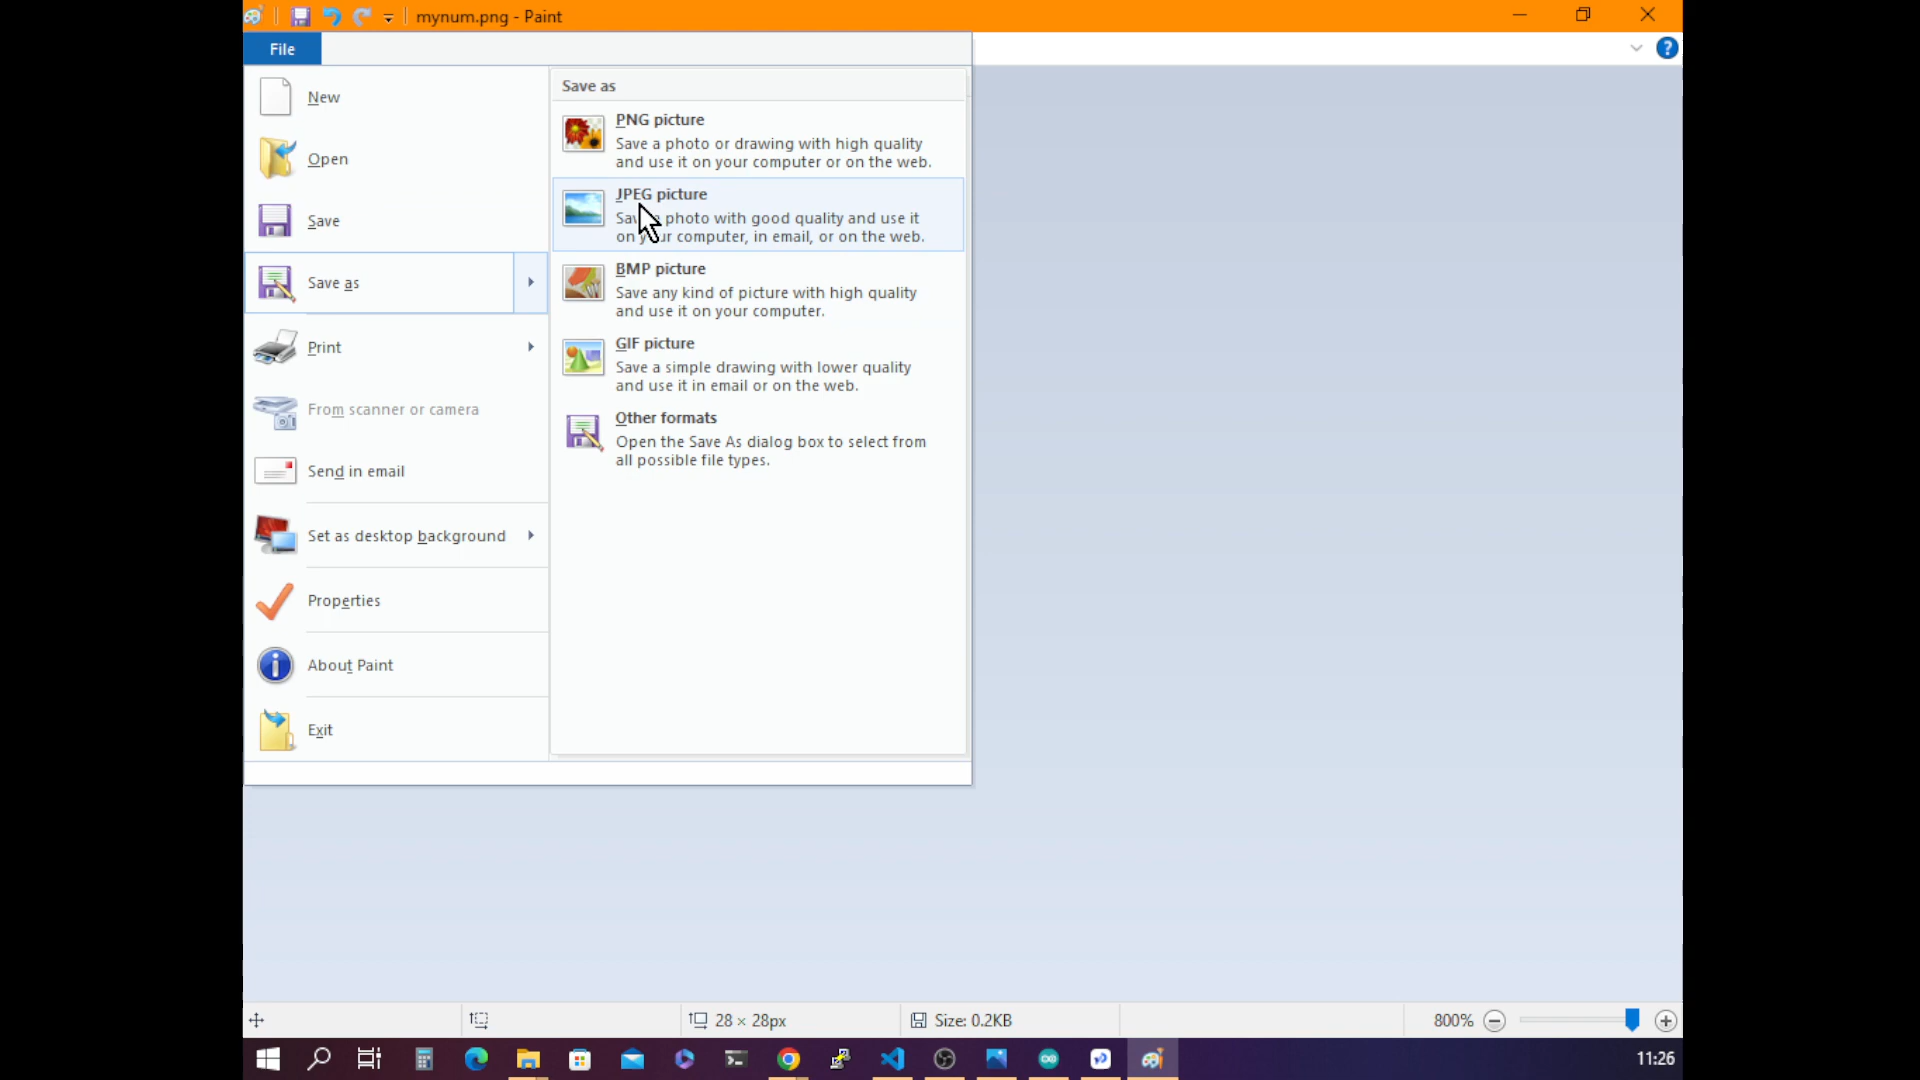 mynum.png - Paint
File
New
Open
Save
Save as
Print
From scanner or camera
Send in email
Set as desktop background
Properties
About Paint
Exit
Save as
PNG picture
Save a photo or drawing with high quality
and use it on your computer or on the web.
JPEG picture
Save a photo with good quality and use it
on your computer, in email, or on the web.
BMP picture
Save any kind of picture with high quality
and use it on your computer.
GIF picture
Save a simple drawing with lower quality
and use it in email or on the web.
Other formats
Open the Save As dialog box to select from
all possible file types.
28 × 28px
Size: 0.2KB
800%
11:26